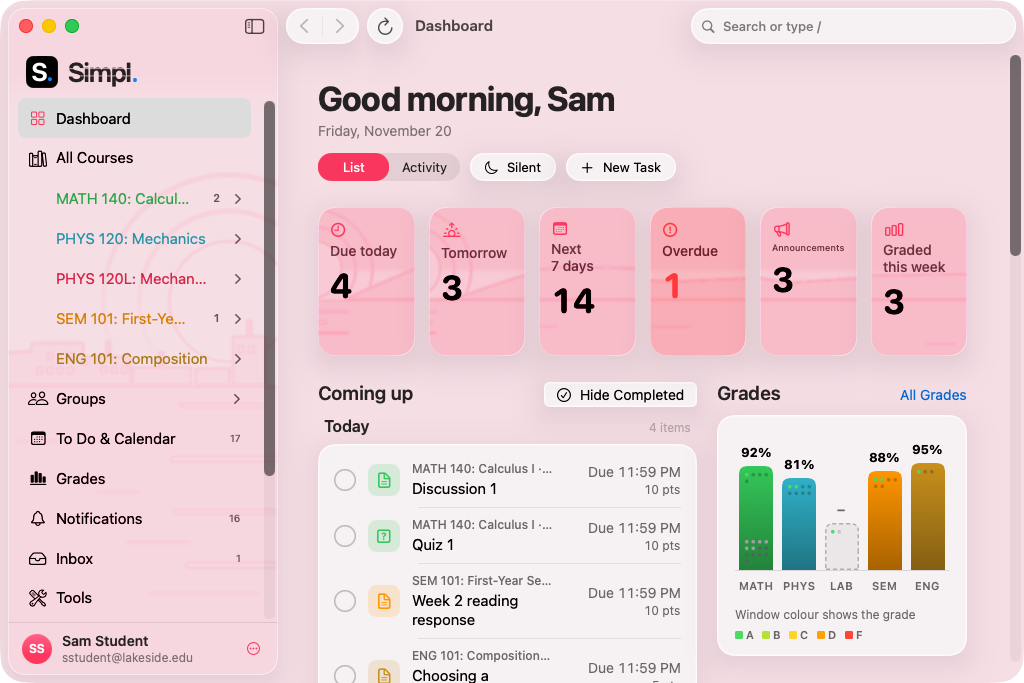 Dashboard
Search or type /
S.
Simpl.
Dashboard
All Courses
MATH 140: Calcul... 2
PHYS 120: Mechanics
PHYS 120L: Mechan...
SEM 101: First-Ye... 1
ENG 101: Composition
Groups
To Do & Calendar 17
Grades
Notifications 16
Inbox 1
Tools
SS
Sam Student
sstudent@lakeside.edu
Good morning, Sam
Friday, November 20
List Activity Silent + New Task
Due today
4
Tomorrow
3
Next
7 days
14
Overdue
1
Announcements
3
Graded
this week
3
Coming up
Hide Completed
Today
4 items
MATH 140: Calculus I ·...
Discussion 1
Due 11:59 PM
10 pts
MATH 140: Calculus I ·...
Quiz 1
Due 11:59 PM
10 pts
SEM 101: First-Year Se...
Week 2 reading
response
Due 11:59 PM
10 pts
ENG 101: Composition...
Choosing a
Due 11:59 PM
Grades
All Grades
92% 81% – 88% 95%
MATH PHYS LAB SEM ENG
Window colour shows the grade
A B C D F